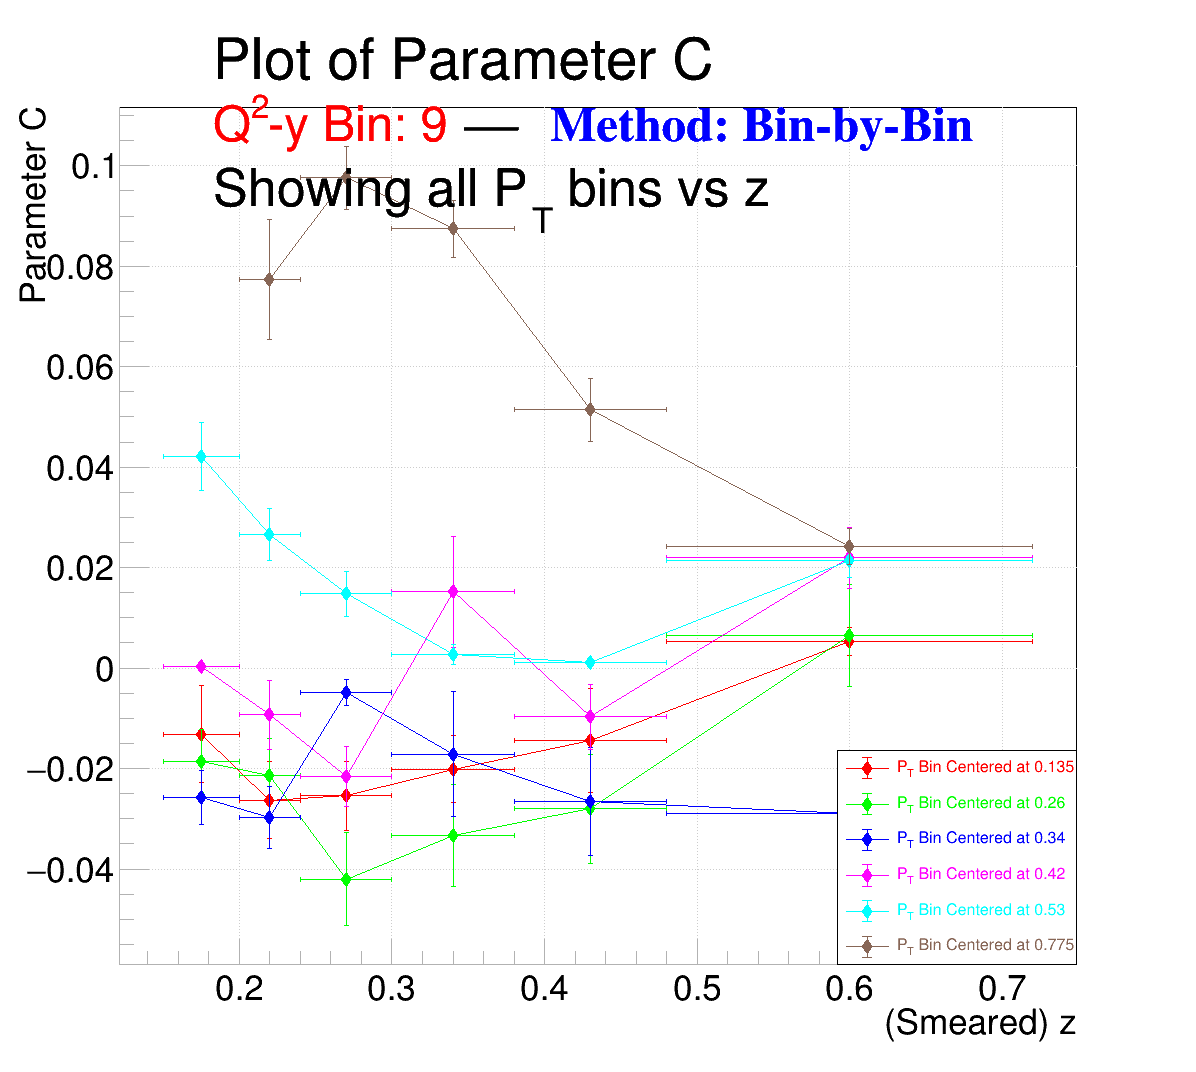 Plot of Parameter C
Q²-y Bin: 9 — Method: Bin-by-Bin
Showing all P_T bins vs z
Parameter C
0.1
0.08
0.06
0.04
0.02
0
−0.02
−0.04
P_T Bin Centered at 0.135
P_T Bin Centered at 0.26
P_T Bin Centered at 0.34
P_T Bin Centered at 0.42
P_T Bin Centered at 0.53
P_T Bin Centered at 0.775
0.2 0.3 0.4 0.5 0.6 0.7
(Smeared) z